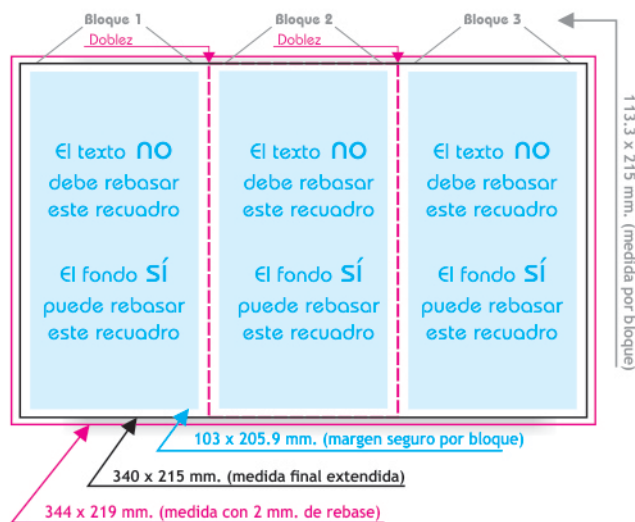 Bloque 1
Bloque 2
Bloque 3
Doblez
Doblez
El texto NO
debe rebasar
este recuadro
El fondo SÍ
puede rebasar
este recuadro
El texto NO
debe rebasar
este recuadro
El fondo SÍ
puede rebasar
este recuadro
El texto NO
debe rebasar
este recuadro
El fondo SÍ
puede rebasar
este recuadro
113.3 x 215 mm. (medida por bloque)
103 x 205.9 mm. (margen seguro por bloque)
340 x 215 mm. (medida final extendida)
344 x 219 mm. (medida con 2 mm. de rebase)